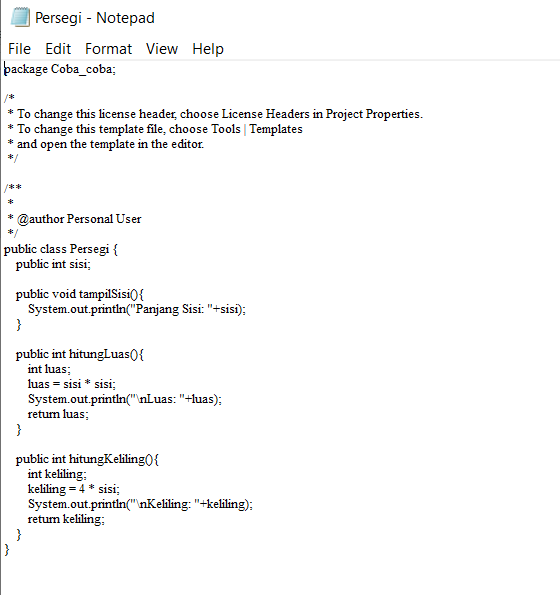 Persegi - Notepad
File Edit Format View Help
package Coba_coba;

/*
 * To change this license header, choose License Headers in Project Properties.
 * To change this template file, choose Tools | Templates
 * and open the template in the editor.
 */

/**
 *
 * @author Personal User
 */
public class Persegi {
    public int sisi;

    public void tampilSisi(){
        System.out.println("Panjang Sisi: "+sisi);
    }

    public int hitungLuas(){
        int luas;
        luas = sisi * sisi;
        System.out.println("\nLuas: "+luas);
        return luas;
    }

    public int hitungKeliling(){
        int keliling;
        keliling = 4 * sisi;
        System.out.println("\nKeliling: "+keliling);
        return keliling;
    }
}